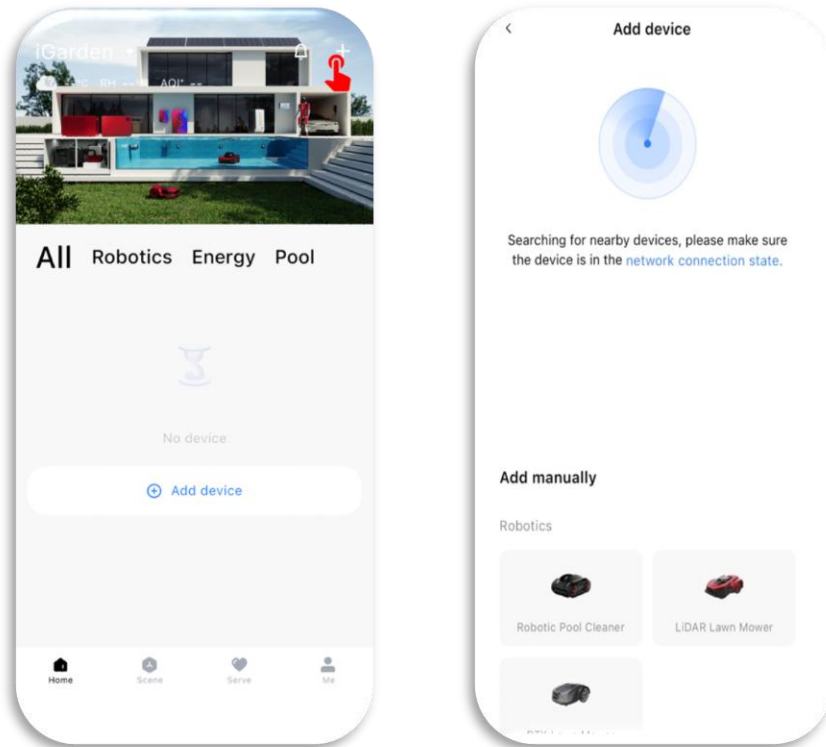 iGarden
RH -- AQI* --
All Robotics Energy Pool
No device
Add device
Home Scene Serve Me
Add device
Searching for nearby devices, please make sure
the device is in the network connection state.
Add manually
Robotics
Robotic Pool Cleaner LiDAR Lawn Mower